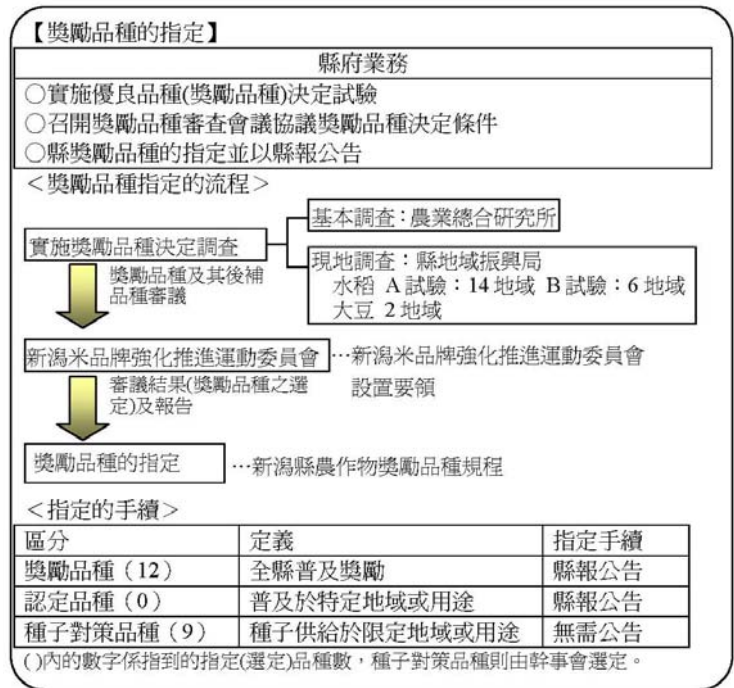 【獎勵品種的指定】
縣府業務
○實施優良品種(獎勵品種)決定試驗
○召開獎勵品種審查會議協議獎勵品種決定條件
○縣獎勵品種的指定並以縣報公告
＜獎勵品種指定的流程＞
基本調查：農業總合研究所
實施獎勵品種決定調查
現地調查：縣地域振興局
水稻 A 試驗：14 地域 B 試驗：6 地域
大豆 2 地域
獎勵品種及其後補
品種審議
新潟米品牌強化推進運動委員會 …新潟米品牌強化推進運動委員會
設置要領
審議結果(獎勵品種之選
定)及報告
獎勵品種的指定 …新潟縣農作物獎勵品種規程
＜指定的手續＞
區分 定義 指定手續
獎勵品種（12） 全縣普及獎勵 縣報公告
認定品種（0） 普及於特定地域或用途 縣報公告
種子對策品種（9） 種子供給於限定地域或用途 無需公告
( )內的數字係指到的指定(選定)品種數，種子對策品種則由幹事會選定。